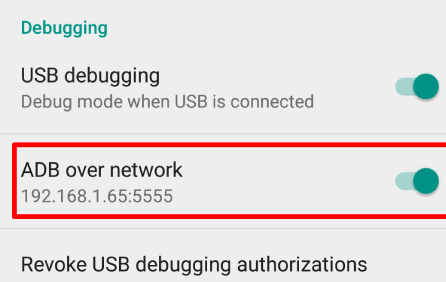 Debugging
USB debugging
Debug mode when USB is connected
ADB over network
192.168.1.65:5555
Revoke USB debugging authorizations